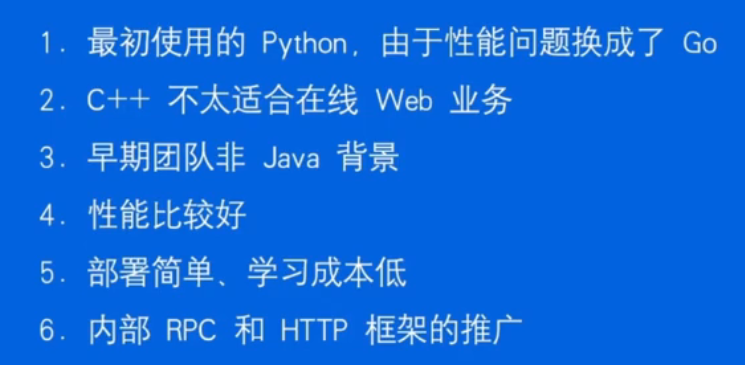 1. 最初使用的 Python，由于性能问题换成了 Go
2. C++ 不太适合在线 Web 业务
3. 早期团队非 Java 背景
4. 性能比较好
5. 部署简单、学习成本低
6. 内部 RPC 和 HTTP 框架的推广